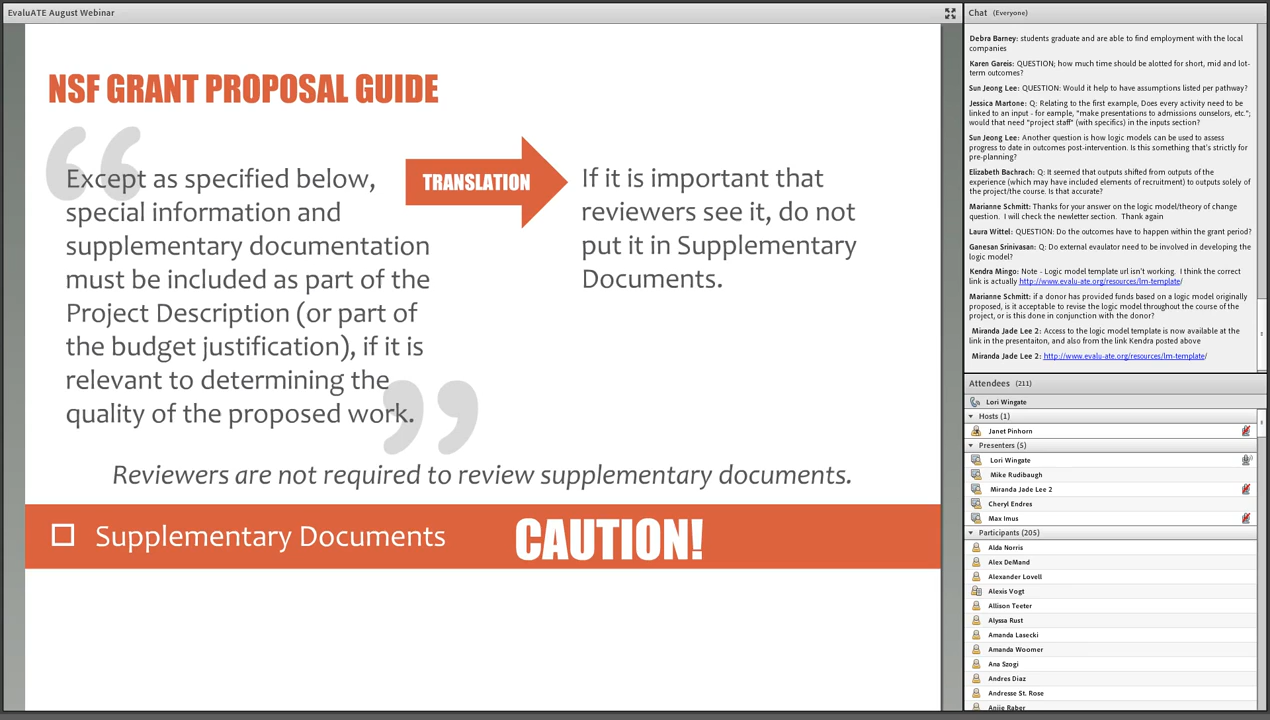 EvaluATE August Webinar
NSF GRANT PROPOSAL GUIDE
Except as specified below,
special information and
supplementary documentation
must be included as part of the
Project Description (or part of
the budget justification), if it is
relevant to determining the
quality of the proposed work.
TRANSLATION
If it is important that
reviewers see it, do not
put it in Supplementary
Documents.
Reviewers are not required to review supplementary documents.
Supplementary Documents
CAUTION!
Chat (Everyone)
Debra Barney: students graduate and are able to find employment with the local
companies
Karen Gareis: QUESTION; how much time should be alotted for short, mid and lot-
term outcomes?
Sun Jeong Lee: QUESTION: Would it help to have assumptions listed per pathway?
Jessica Martone: Q: Relating to the first example, Does every activity need to be
linked to an input - for eample, "make presentations to admissions ounselors, etc.";
would that need "project staff" (with specifics) in the inputs section?
Sun Jeong Lee: Another question is how logic models can be used to assess
progress to date in outcomes post-intervention. Is this something that's strictly for
pre-planning?
Elizabeth Bachrach: Q: It seemed that outputs shifted from outputs of the
experience (which may have included elements of recruitment) to outputs solely of
the project/the course. Is that accurate?
Marianne Schmitt: Thanks for your answer on the logic model/theory of change
question. I will check the newletter section. Thank again
Laura Wittel: QUESTION: Do the outcomes have to happen within the grant period?
Ganesan Srinivasan: Q: Do external evaulator need to be involved in developing the
logic model?
Kendra Mingo: Note - Logic model template url isn't working. I think the correct
link is actually http://www.evalu-ate.org/resources/lm-template/
Marianne Schmitt: if a donor has provided funds based on a logic model originally
proposed, is it acceptable to revise the logic model throughout the course of the
project, or is this done in conjunction with the donor?
Miranda Jade Lee 2: Access to the logic model template is now available at the
link in the presentaiton, and also from the link Kendra posted above
Miranda Jade Lee 2: http://www.evalu-ate.org/resources/lm-template/
Attendees (211)
Lori Wingate
Hosts (1)
Janet Pinhorn
Presenters (5)
Lori Wingate
Mike Rudibaugh
Miranda Jade Lee 2
Cheryl Endres
Max Imus
Participants (205)
Alda Norris
Alex DeMand
Alexander Lovell
Alexis Vogt
Allison Teeter
Alyssa Rust
Amanda Lasecki
Amanda Woomer
Ana Szogi
Andres Diaz
Andresse St. Rose